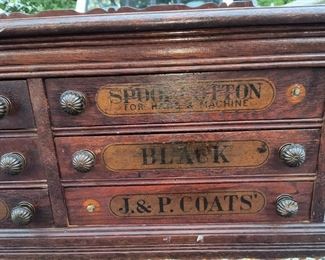 SPOOL COTTON
FOR HAND & MACHINE
BLACK
J. & P. COATS'